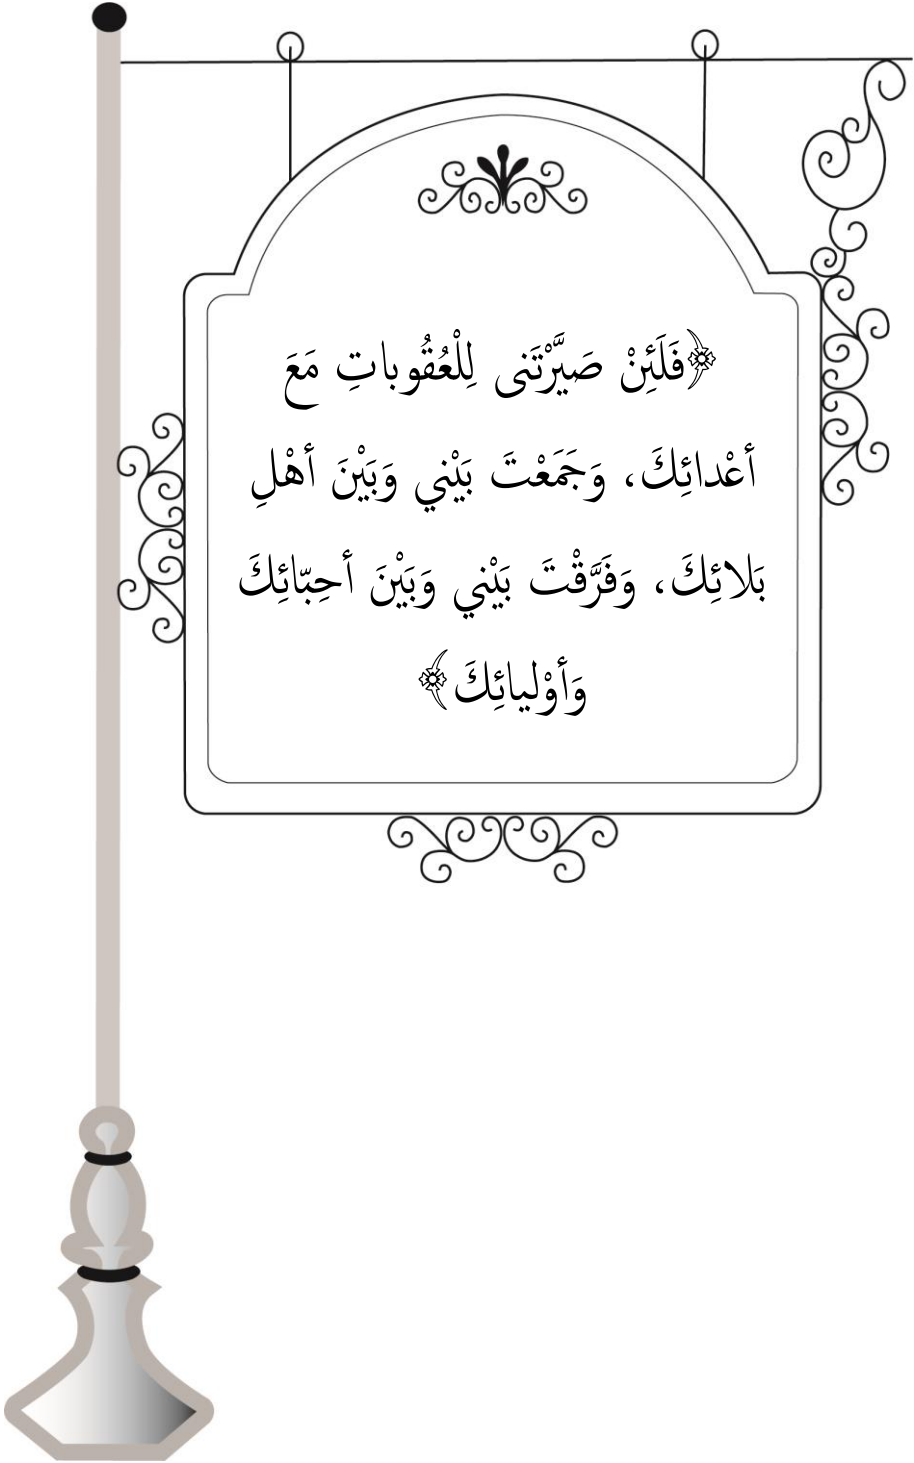 ﴿فَلَئِنْ صَيَّرْتَنى لِلْعُقُوباتِ مَعَ
أعْدائِكَ، وَجَمَعْتَ بَيْني وَبَيْنَ أهْلِ
بَلائِكَ، وَفَرَّقْتَ بَيْني وَبَيْنَ أحِبّائِكَ
وَأوْليائِكَ﴾